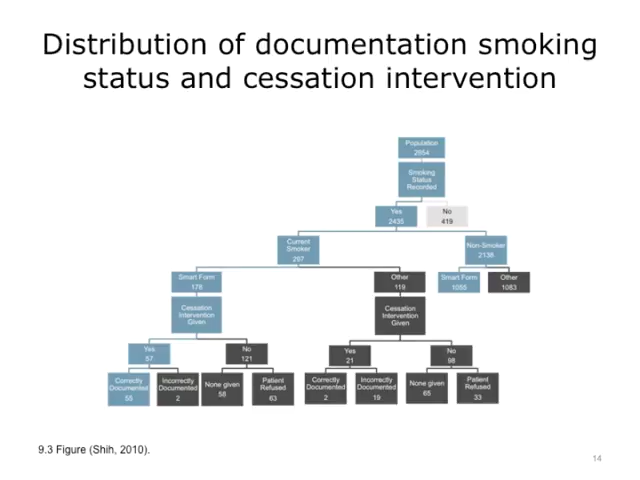 Distribution of documentation smoking
status and cessation intervention
Population
2854
Smoking
Status
Recorded
Yes
2435
No
419
Current
Smoker
297
Non-Smoker
2138
Smart Form
178
Other
119
Smart Form
1055
Other
1083
Cessation
Intervention
Given
Cessation
Intervention
Given
Yes
57
No
121
Yes
21
No
98
Correctly
Documented
55
Incorrectly
Documented
2
None given
58
Patient
Refused
63
Correctly
Documented
2
Incorrectly
Documented
19
None given
65
Patient
Refused
33
9.3 Figure (Shih, 2010).
14